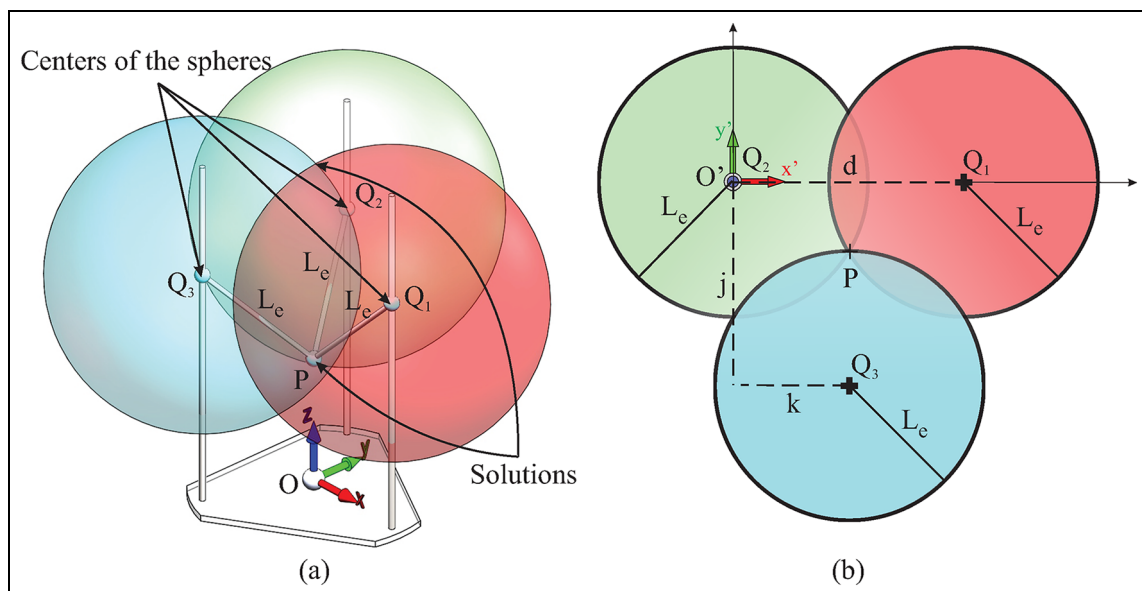 Centers of the spheres
Q₂
Lₑ
Q₃
Lₑ
Lₑ
Q₁
P
z
y
O
x
Solutions
(a)
y'
Q₂
O'
x'
d
Q₁
Lₑ
Lₑ
P
j
Q₃
k
Lₑ
(b)